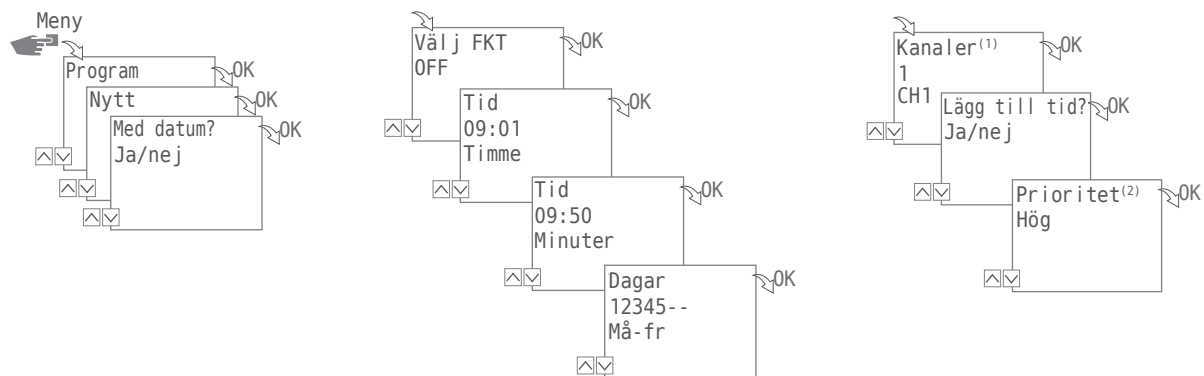 Meny
Program
OK
Nytt
OK
Med datum?
OK
Ja/nej
Välj FKT
OK
OFF
Tid
OK
09:01
Timme
Tid
OK
09:50
Minuter
Dagar
OK
12345--
Må-fr
Kanaler(1)
OK
1
CH1
Lägg till tid?
OK
Ja/nej
Prioritet(2)
OK
Hög